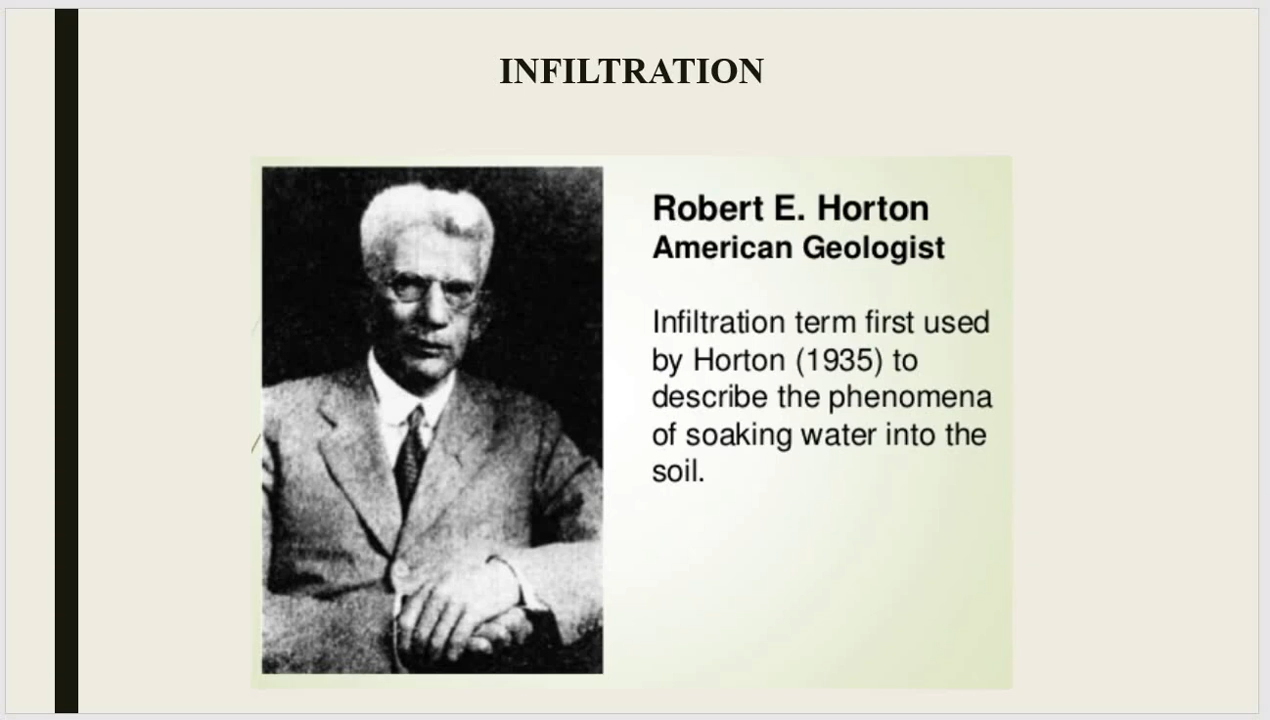 INFILTRATION
Robert E. Horton
American Geologist
Infiltration term first used
by Horton (1935) to
describe the phenomena
of soaking water into the
soil.